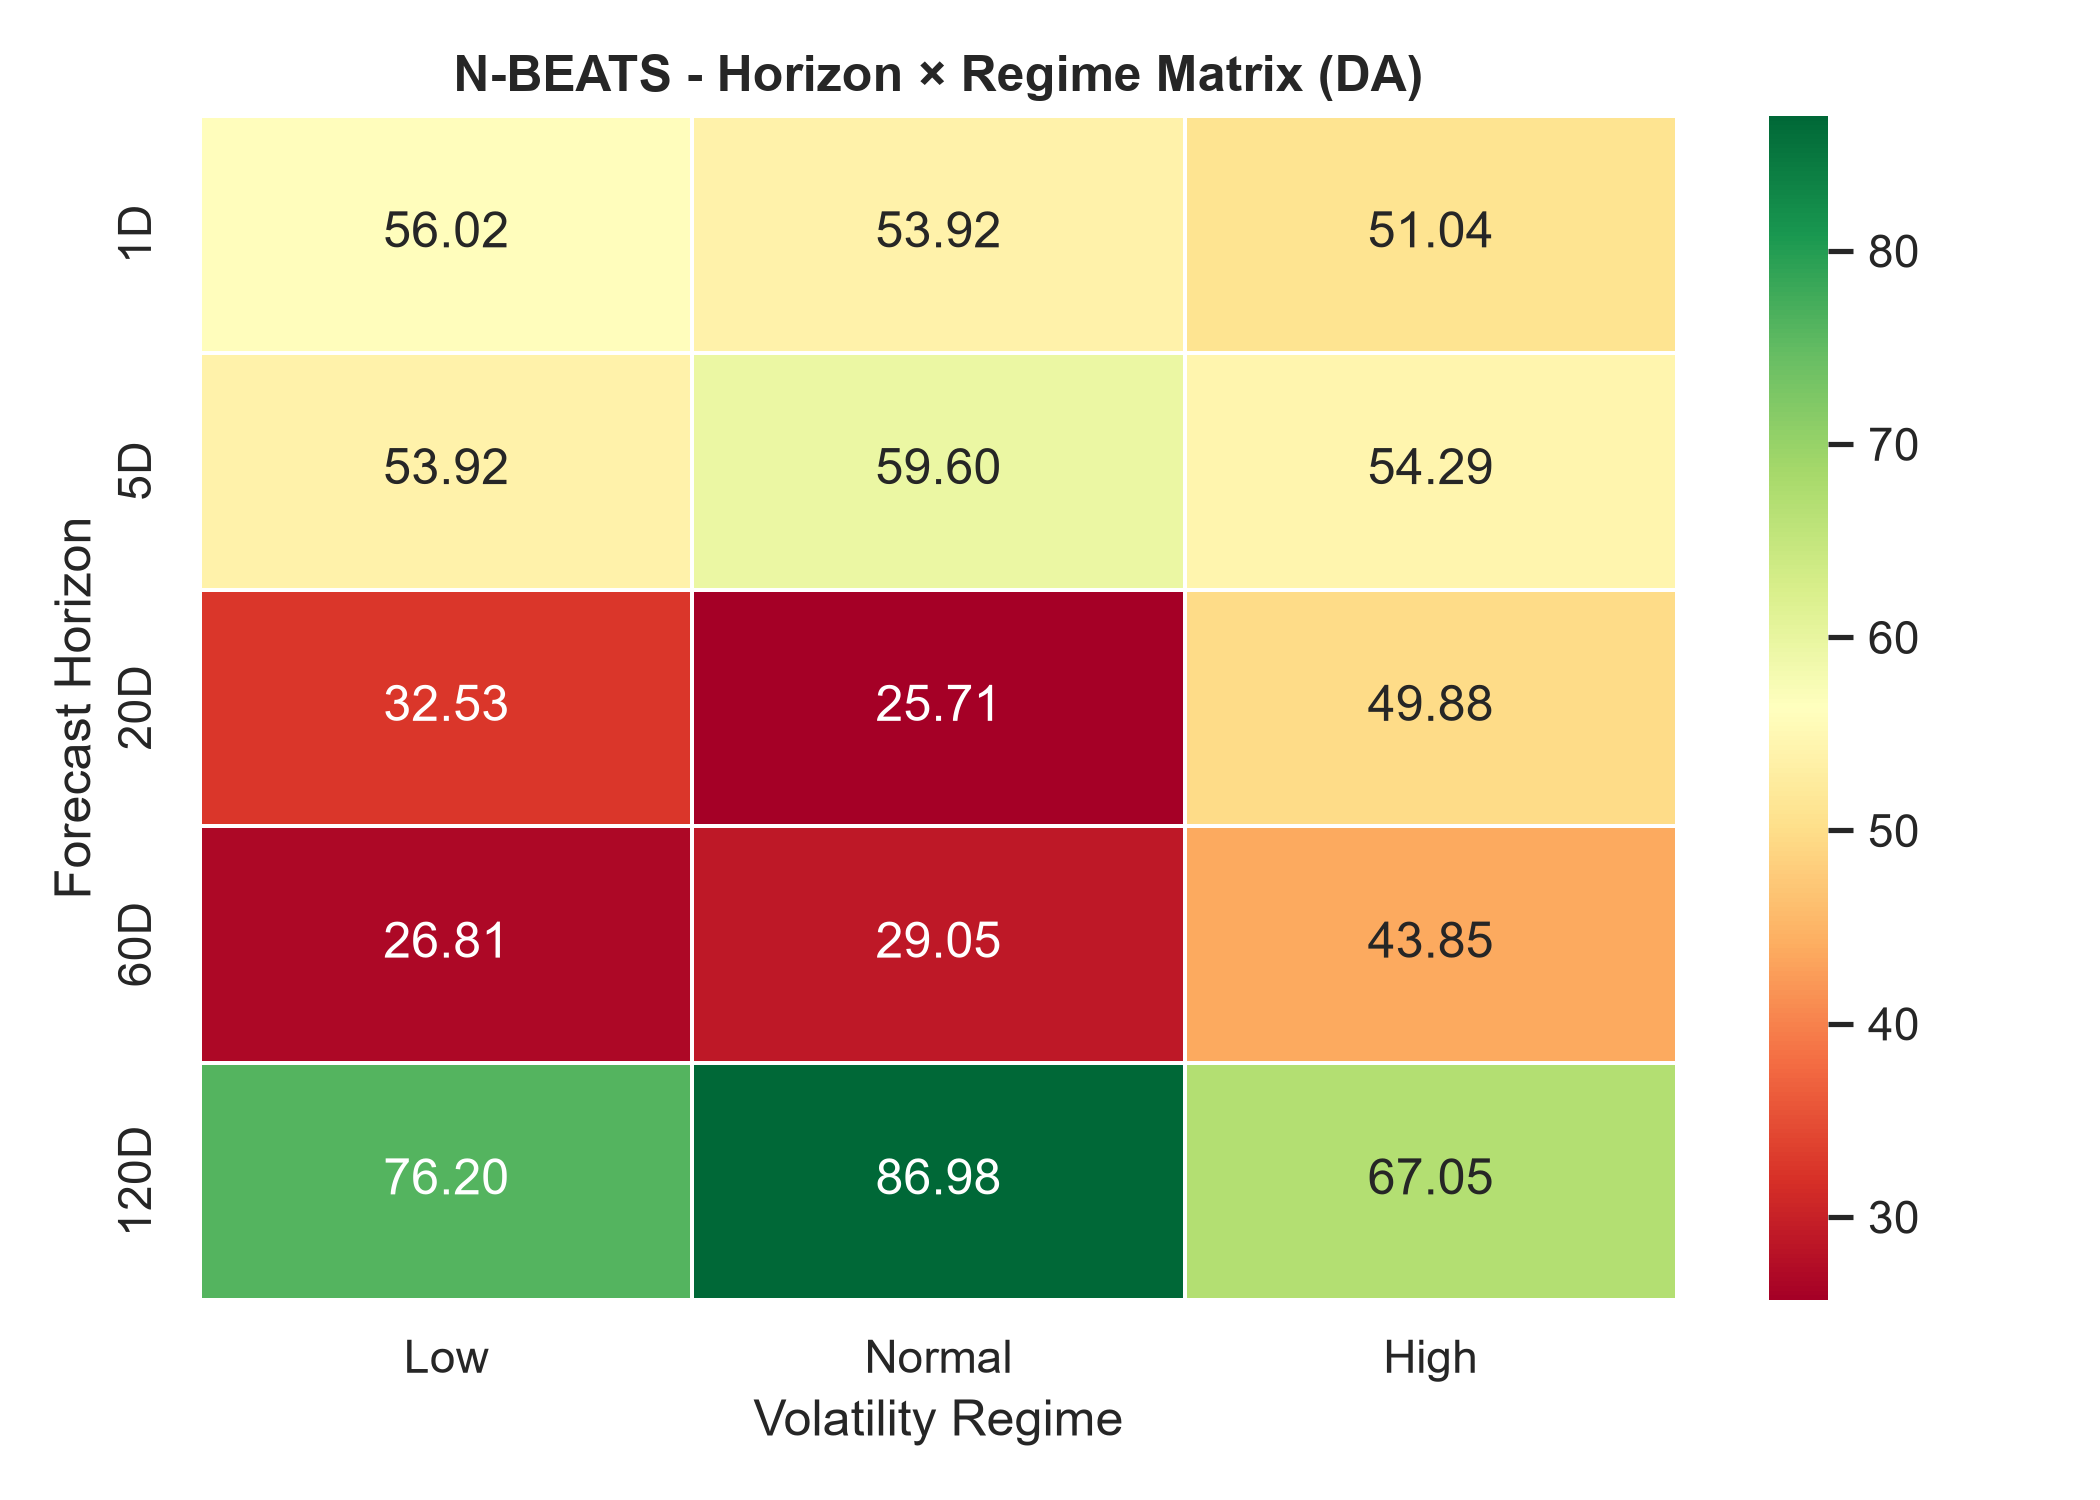 N-BEATS - Horizon × Regime Matrix (DA)
Forecast Horizon
1D
56.02 53.92 51.04
5D
53.92 59.60 54.29
20D
32.53 25.71 49.88
60D
26.81 29.05 43.85
120D
76.20 86.98 67.05
Low Normal High
Volatility Regime
80
70
60
50
40
30